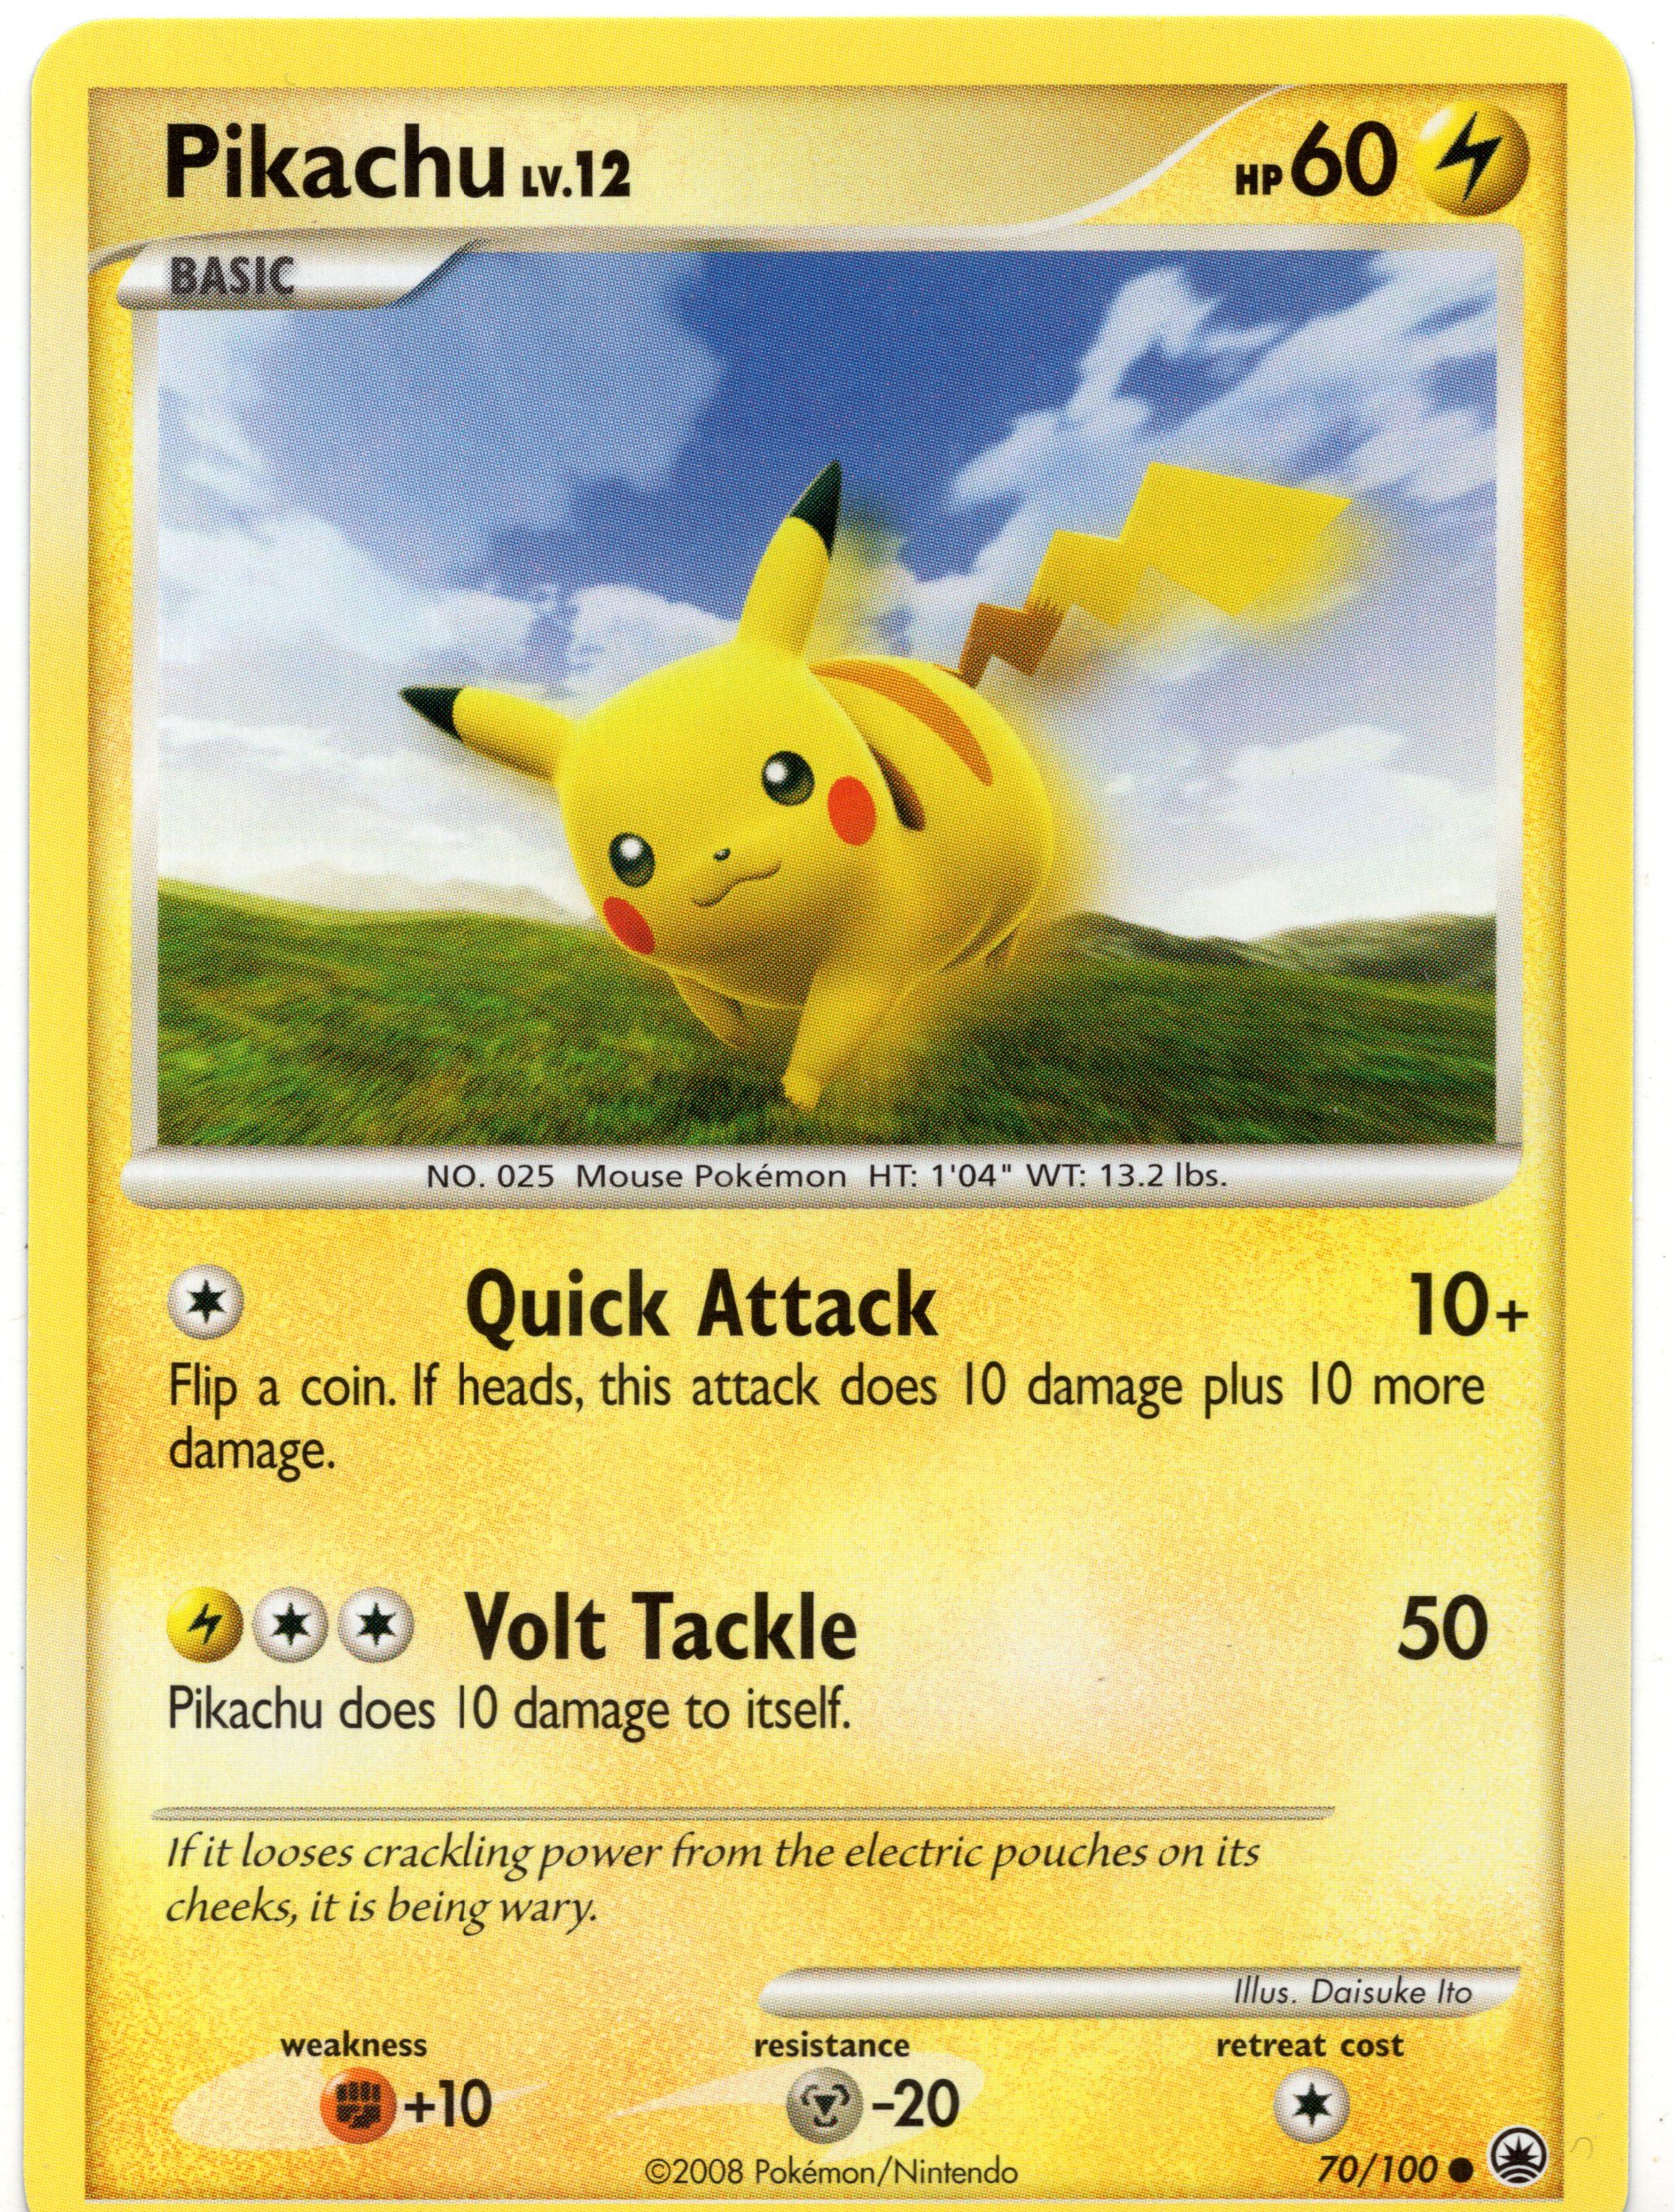 Pikachu LV.12 HP 60
BASIC
NO. 025 Mouse Pokémon HT: 1'04" WT: 13.2 lbs.
Quick Attack 10+
Flip a coin. If heads, this attack does 10 damage plus 10 more
damage.
Volt Tackle 50
Pikachu does 10 damage to itself.
If it looses crackling power from the electric pouches on its
cheeks, it is being wary.
Illus. Daisuke Ito
weakness resistance retreat cost
+10 -20
©2008 Pokémon/Nintendo 70/100